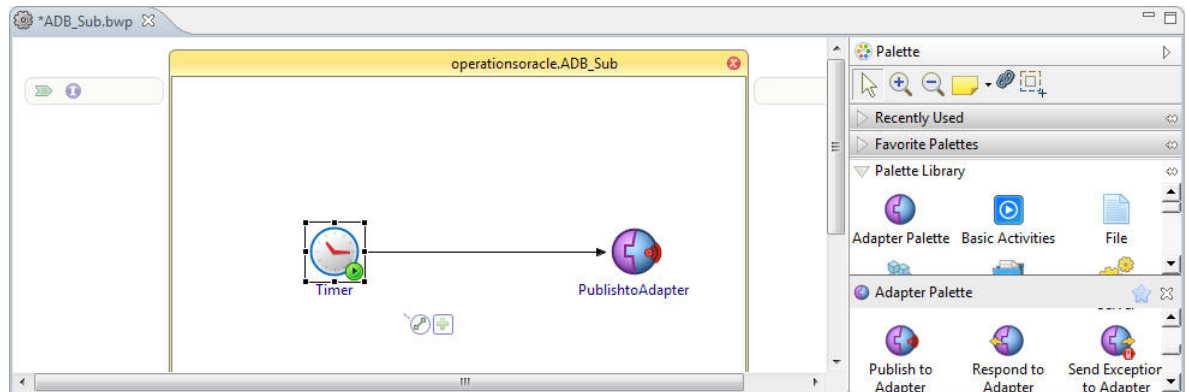 *ADB_Sub.bwp
operationsoracle.ADB_Sub
Timer
PublishtoAdapter
Palette
Recently Used
Favorite Palettes
Palette Library
Adapter Palette
Basic Activities
File
Adapter Palette
Publish to Adapter
Respond to Adapter
Send Exception to Adapter